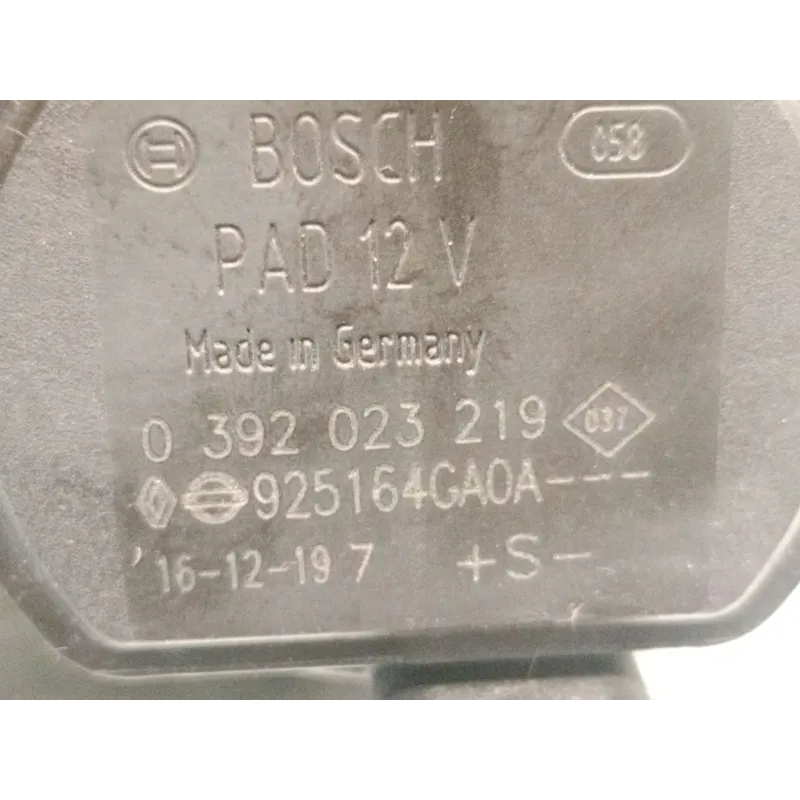 BOSCH 058
PAD 12 V
Made in Germany
0 392 023 219 037
925164GA0A---
'16-12-19 7 +S-